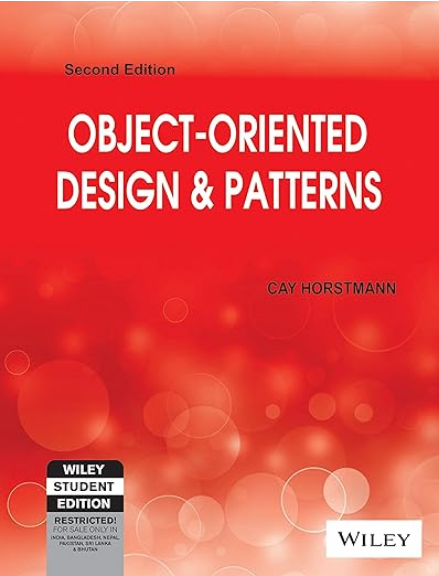 Second Edition
OBJECT-ORIENTED
DESIGN & PATTERNS
CAY HORSTMANN
WILEY
STUDENT
EDITION
RESTRICTED!
FOR SALE ONLY IN
INDIA, BANGLADESH, NEPAL,
PAKISTAN, SRI LANKA
& BHUTAN
WILEY